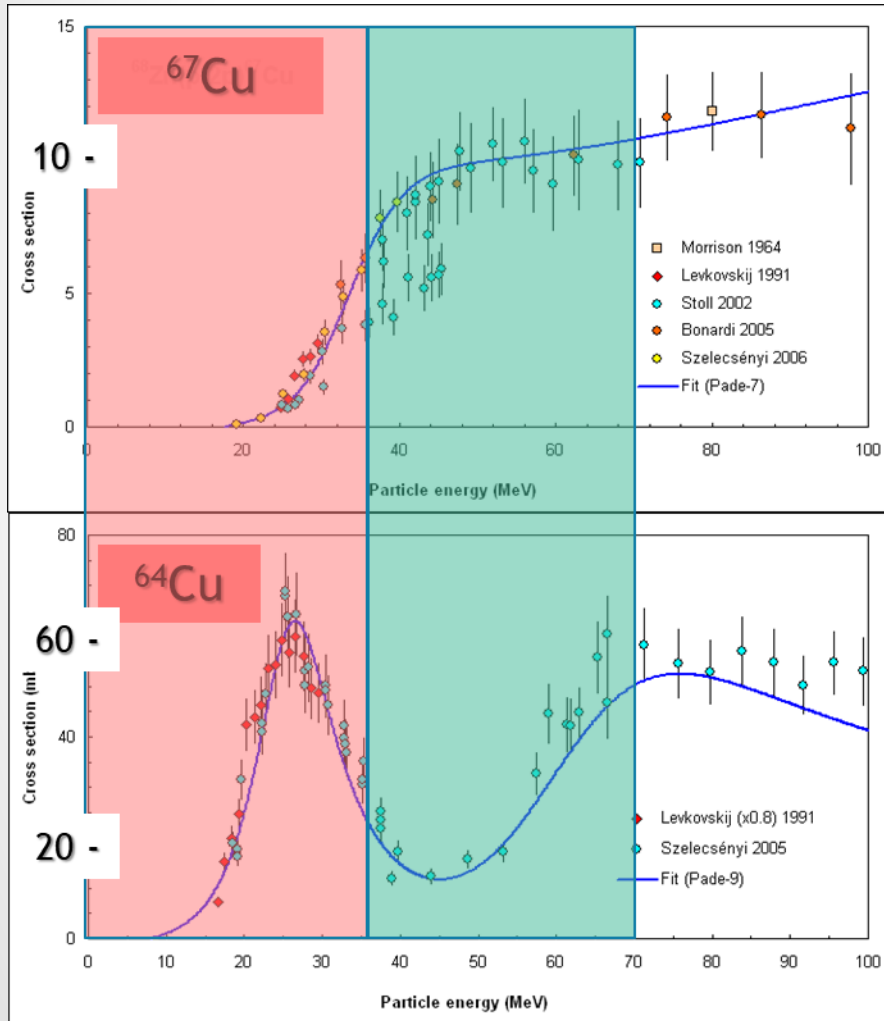 15
67Cu
10 -
5
0
Cross section
Morrison 1964
Levkovskij 1991
Stoll 2002
Bonardi 2005
Szelecsényi 2006
Fit (Pade-7)
0 20 40 60 80 100
Particle energy (MeV)
80
64Cu
60 -
40
20 -
0
Cross section (ml
Levkovskij (x0.8) 1991
Szelecsényi 2005
Fit (Pade-9)
0 10 20 30 40 50 60 70 80 90 100
Particle energy (MeV)